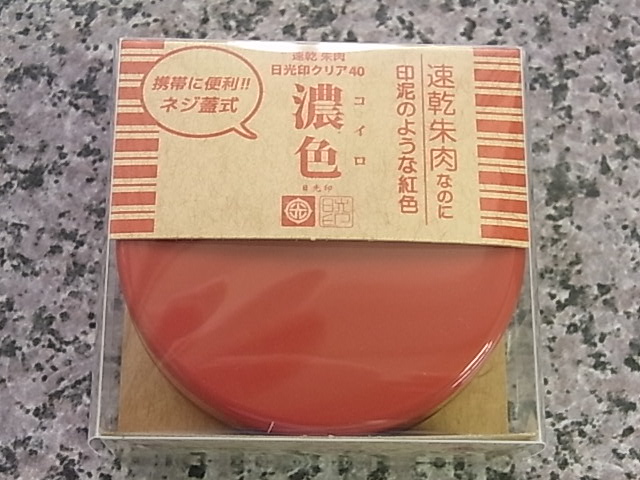 速乾朱肉なのに
印泥のような紅色
速乾 朱肉
日光印クリア40
濃色
コイロ
日光印
携帯に便利!!
ネジ蓋式